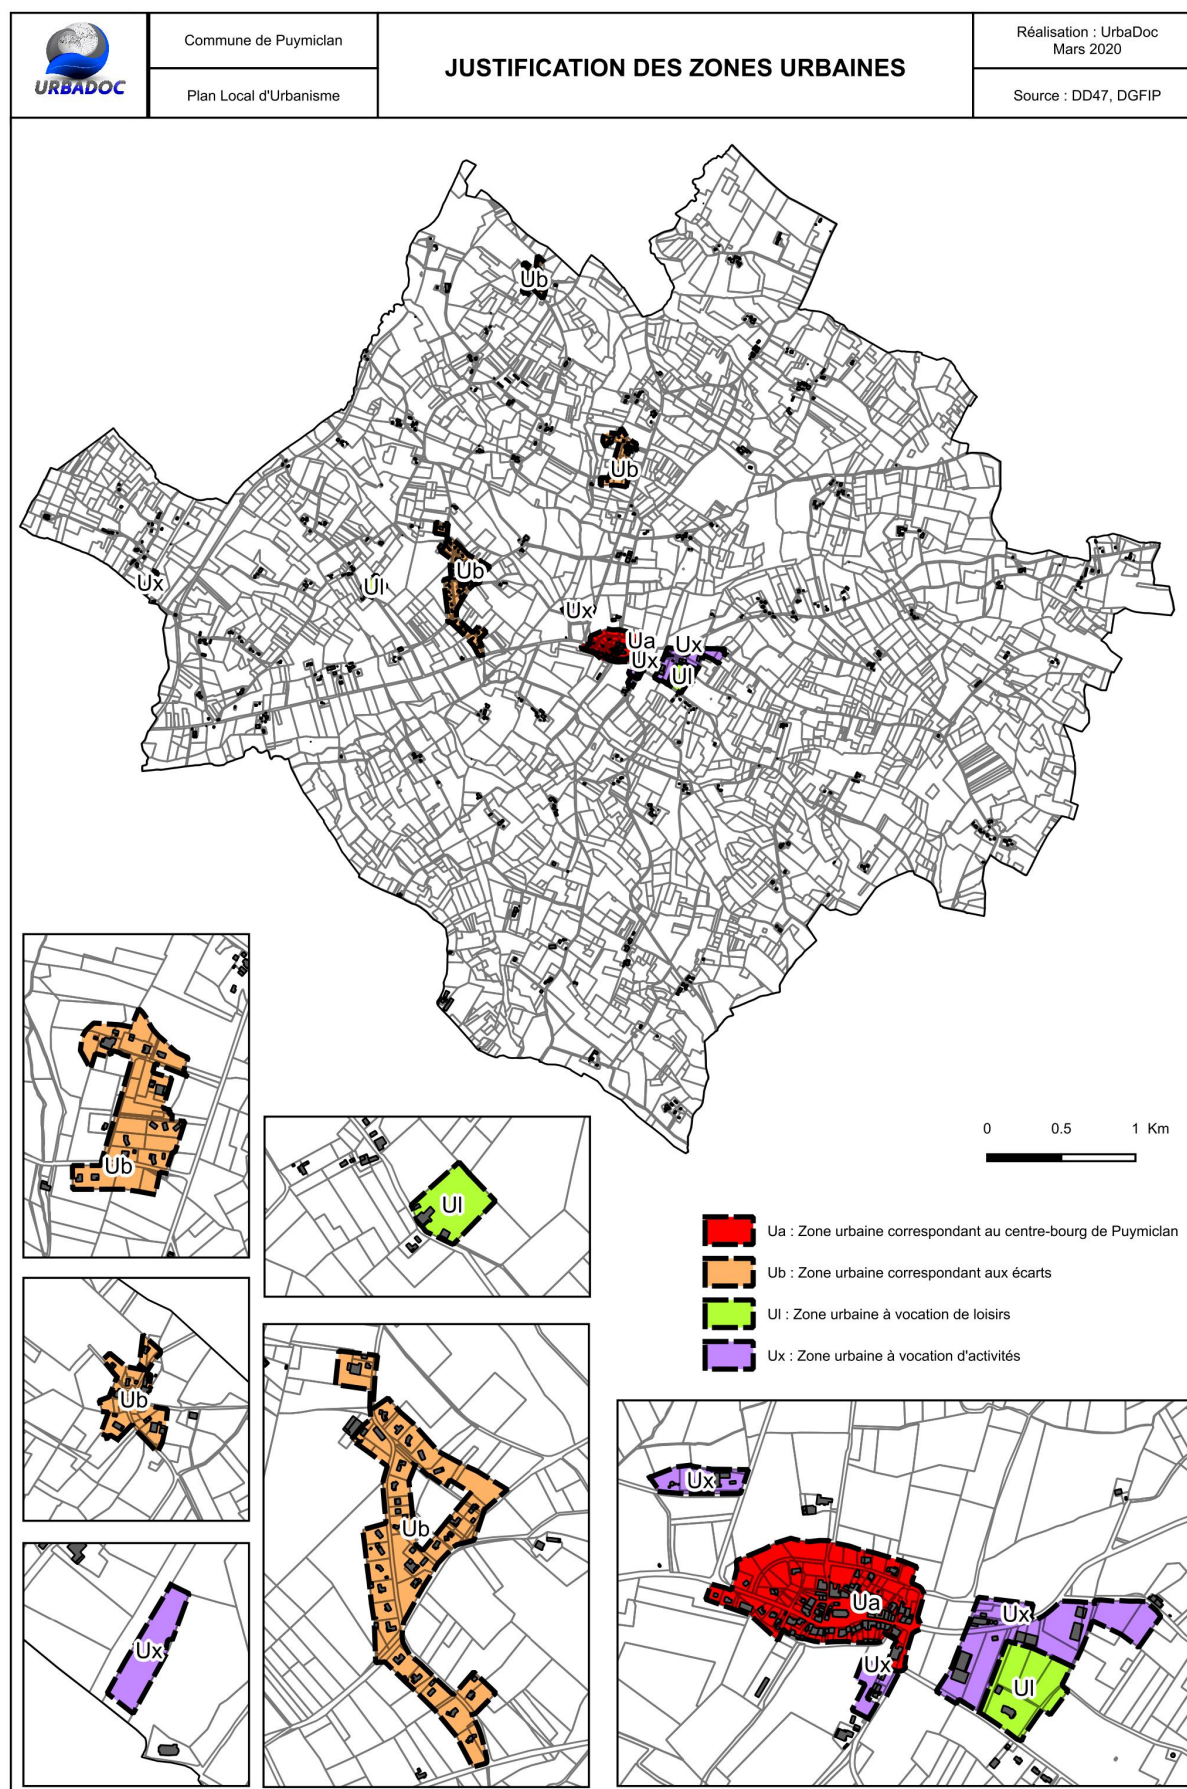 URBADOC
Commune de Puymiclan
Plan Local d'Urbanisme
JUSTIFICATION DES ZONES URBAINES
Réalisation : UrbaDoc
Mars 2020
Source : DD47, DGFIP
Ub
Ub
Ub
Ux
Ul
Ux
Ua
Ux
Ux
Ul
Ub
Ul
Ub
Ub
Ux
0 0.5 1 Km
Ua : Zone urbaine correspondant au centre-bourg de Puymiclan
Ub : Zone urbaine correspondant aux écarts
Ul : Zone urbaine à vocation de loisirs
Ux : Zone urbaine à vocation d'activités
Ux
Ua
Ux
Ux
Ul